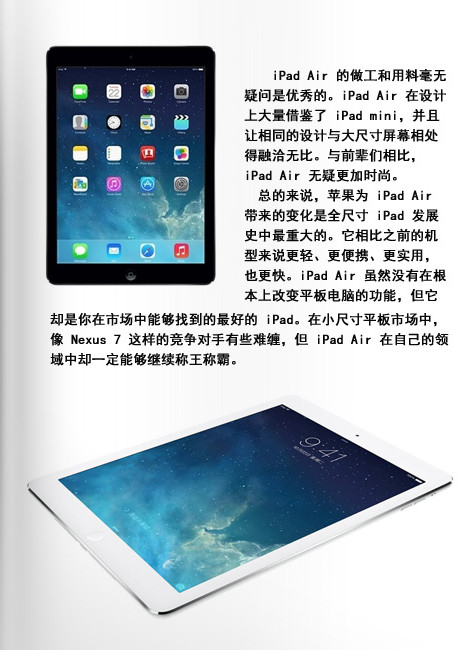 iPad Air 的做工和用料毫无
疑问是优秀的。iPad Air 在设计
上大量借鉴了 iPad mini，并且
让相同的设计与大尺寸屏幕相处
得融洽无比。与前辈们相比，
iPad Air 无疑更加时尚。
总的来说，苹果为 iPad Air
带来的变化是全尺寸 iPad 发展
史中最重大的。它相比之前的机
型来说更轻、更便携、更实用，
也更快。iPad Air 虽然没有在根
本上改变平板电脑的功能，但它
却是你在市场中能够找到的最好的 iPad。在小尺寸平板市场中，
像 Nexus 7 这样的竞争对手有些难缠，但 iPad Air 在自己的领
域中却一定能够继续称王称霸。
9:41